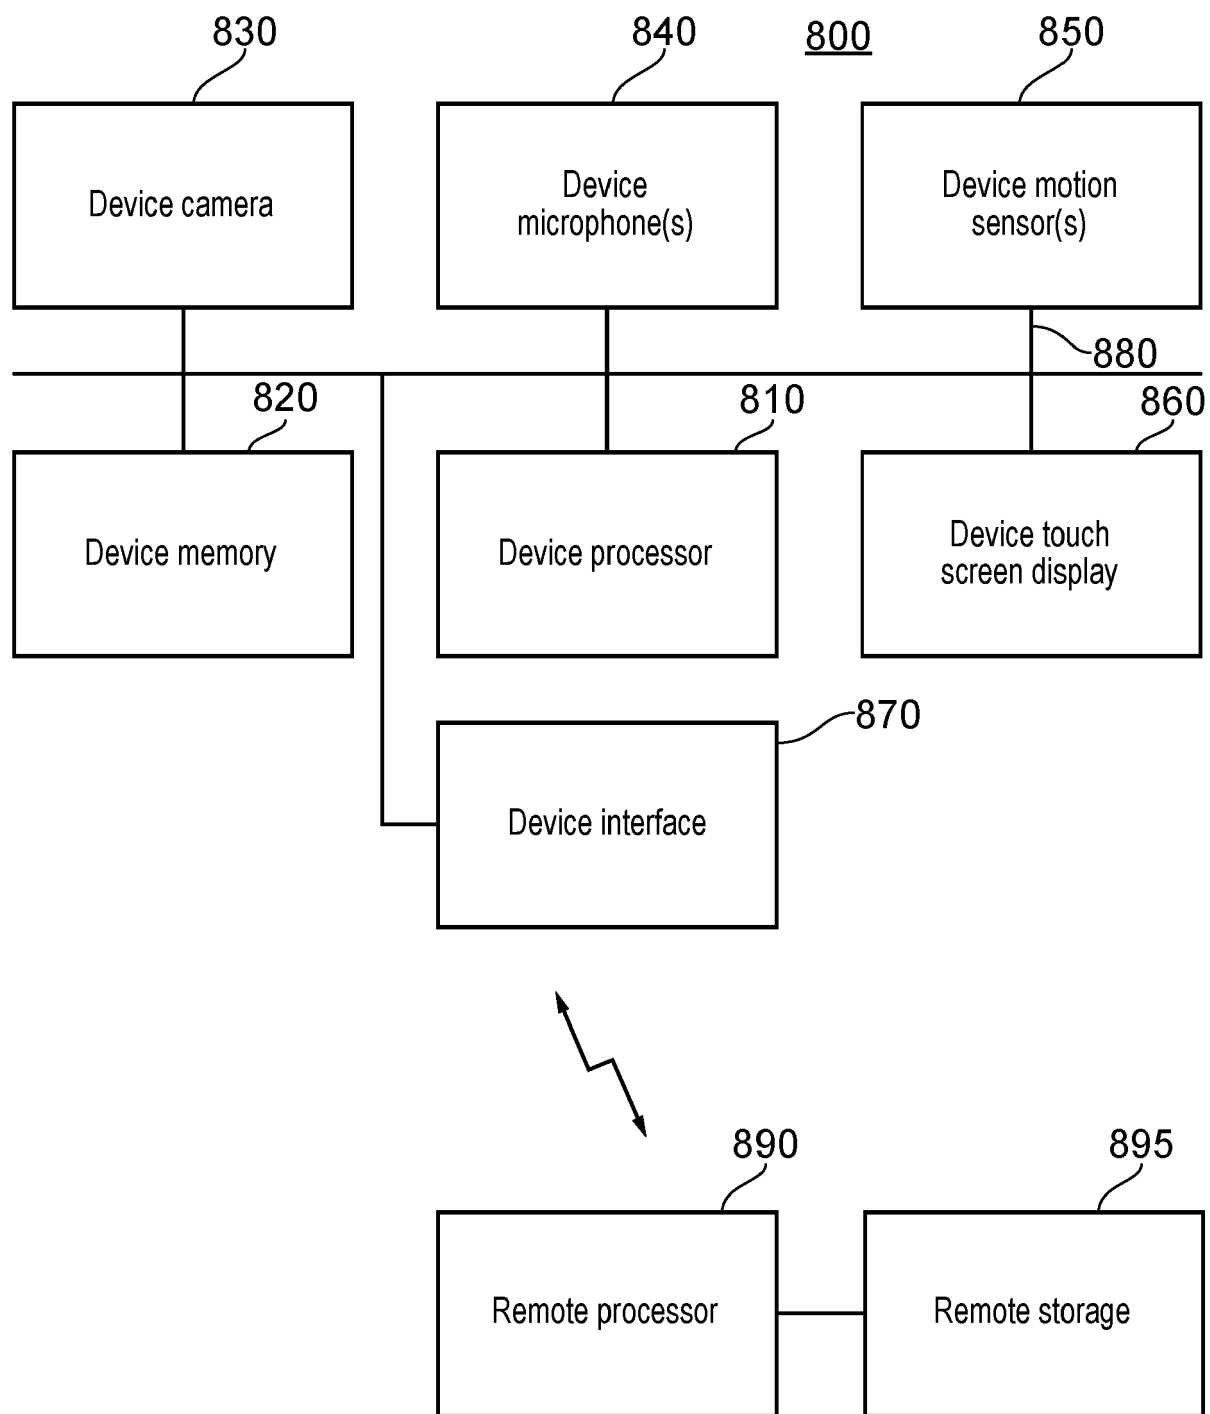 830
840
800
850
Device camera
Device
microphone(s)
Device motion
sensor(s)
880
820
810
860
Device memory
Device processor
Device touch
screen display
870
Device interface
890
895
Remote processor
Remote storage